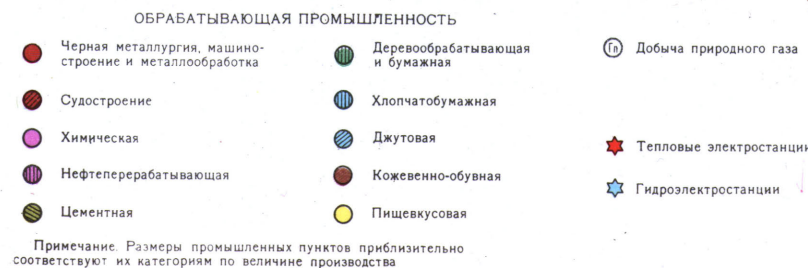 ОБРАБАТЫВАЮЩАЯ ПРОМЫШЛЕННОСТЬ
Черная металлургия, машино-
строение и металлообработка
Судостроение
Химическая
Нефтеперерабатывающая
Цементная
Деревообрабатывающая
и бумажная
Хлопчатобумажная
Джутовая
Кожевенно-обувная
Пищевкусовая
Гп Добыча природного газа
Тепловые электростанции
Гидроэлектростанции
Примечание. Размеры промышленных пунктов приблизительно
соответствуют их категориям по величине производства